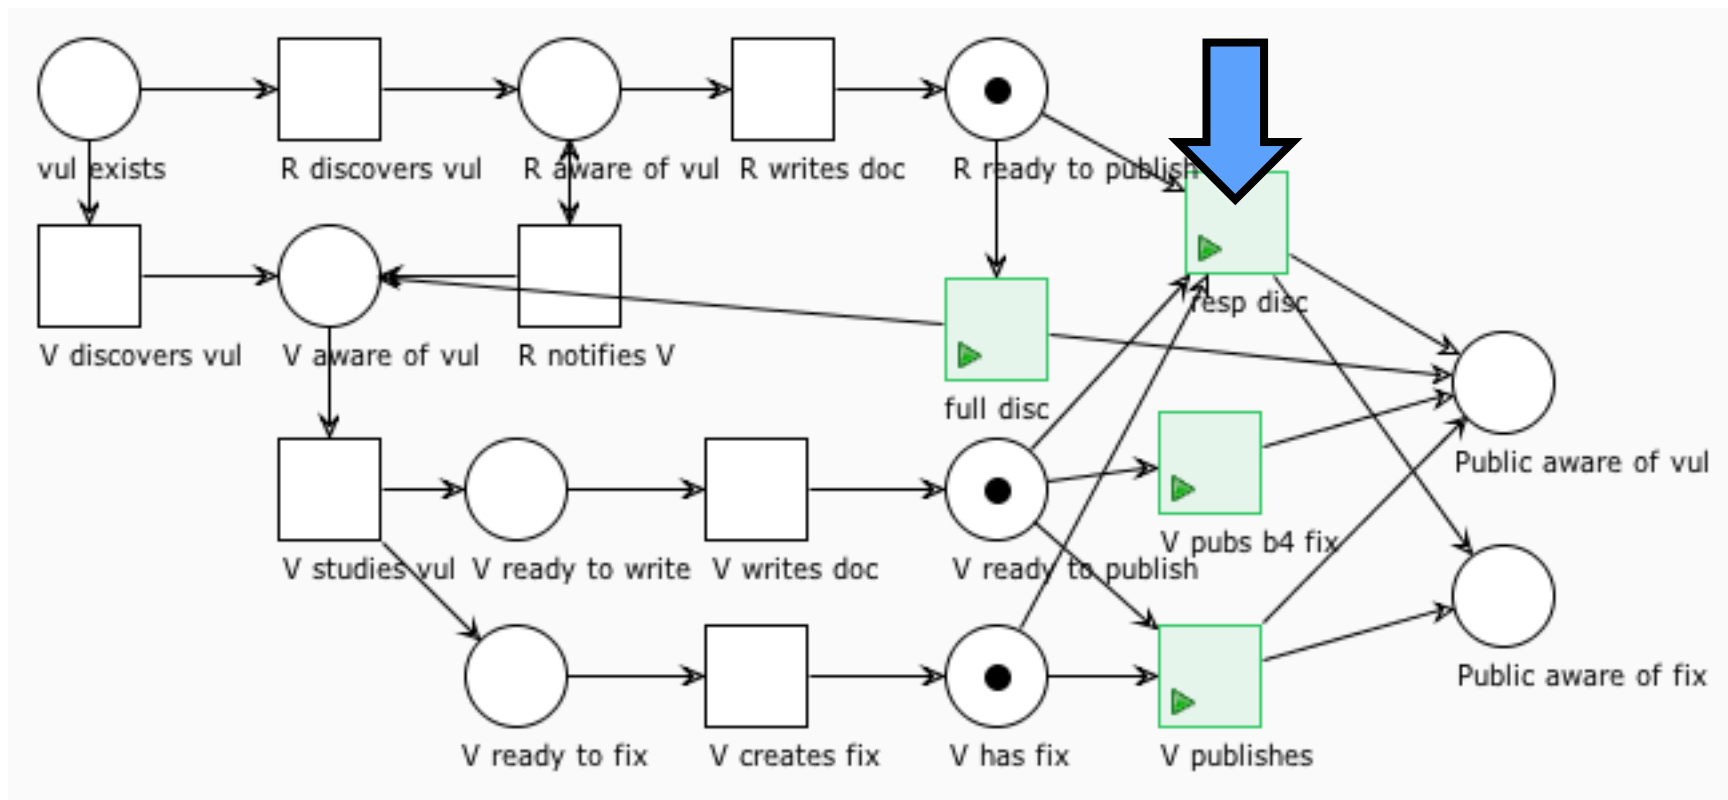 vul exists
R discovers vul
R aware of vul
R writes doc
R ready to publish
resp disc
V discovers vul
V aware of vul
R notifies V
full disc
Public aware of vul
V studies vul
V ready to write
V writes doc
V ready to publish
V pubs b4 fix
Public aware of fix
V ready to fix
V creates fix
V has fix
V publishes